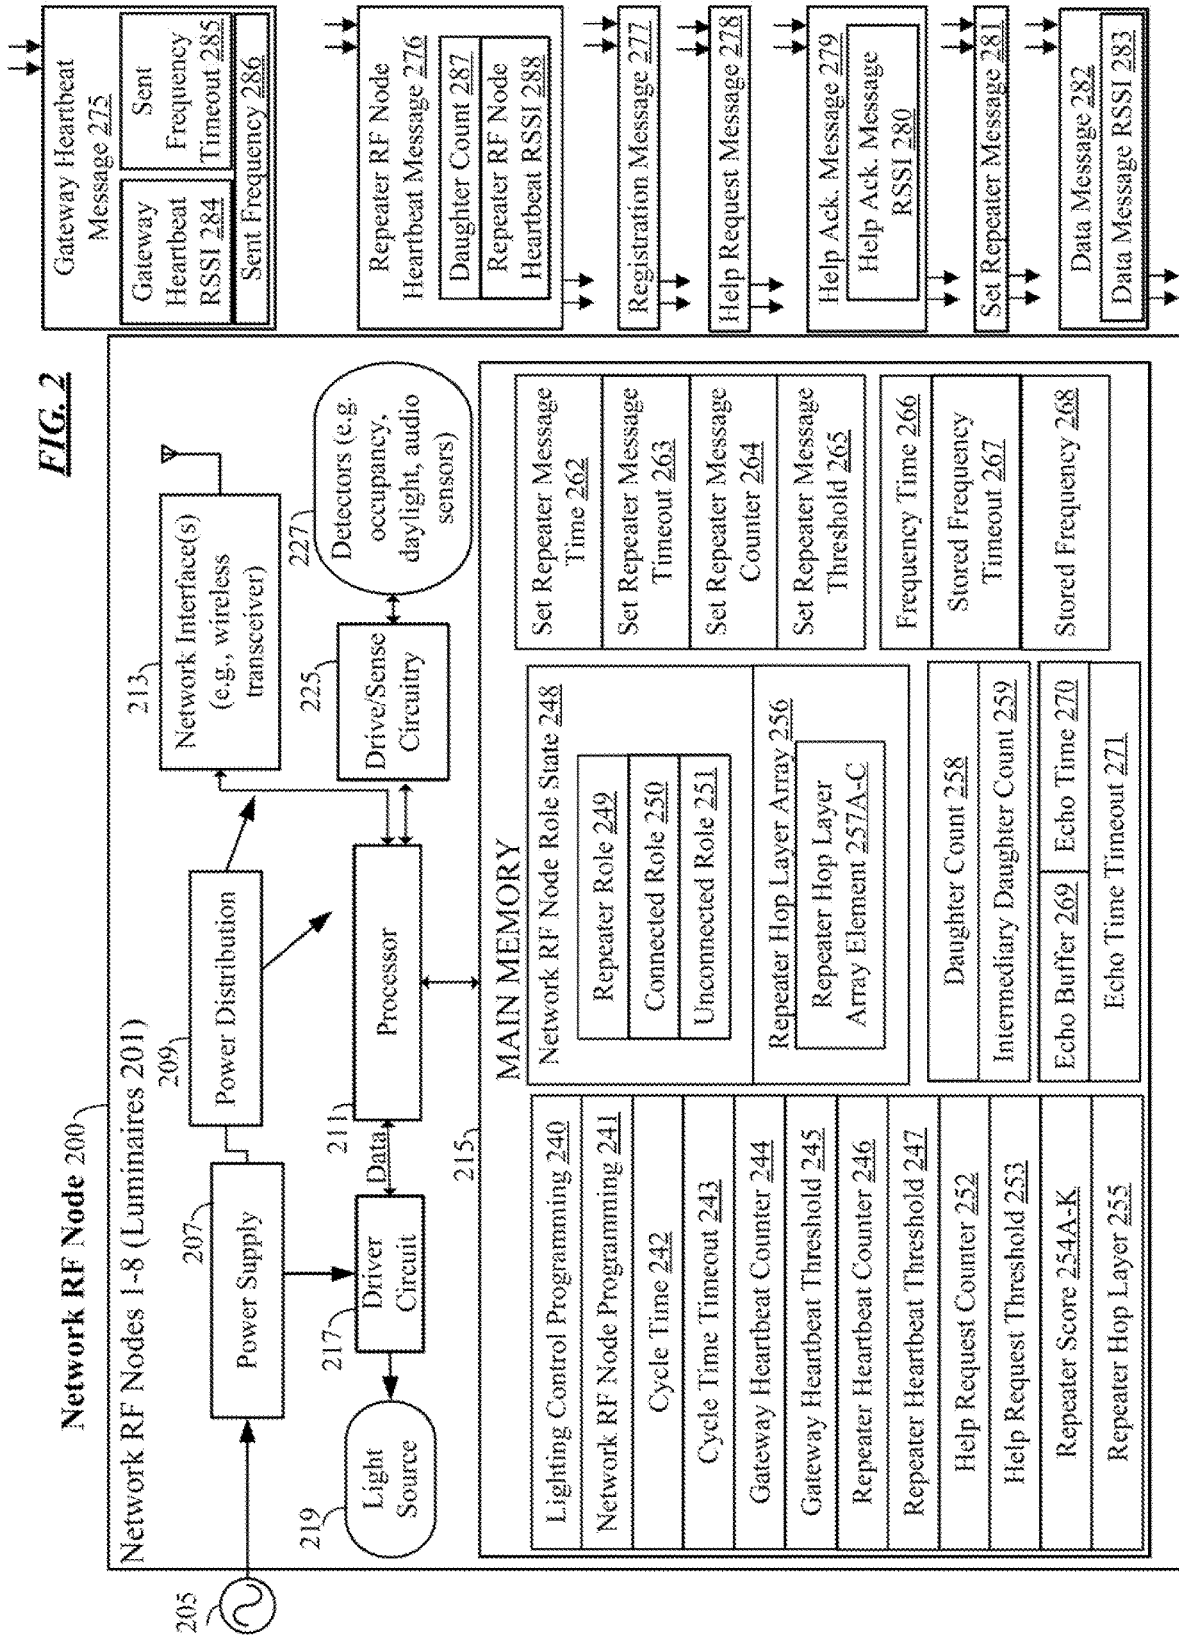 FIG. 2
Network RF Node 200
Network RF Nodes 1-8 (Luminaires 201)
205
207
Power Supply
209
Power Distribution
213
Network Interface(s)
(e.g., wireless
transceiver)
219
Light
Source
217
Driver
Circuit
Data
211
Processor
225
Drive/Sense
Circuitry
227
Detectors (e.g.
occupancy,
daylight, audio
sensors)
215
MAIN MEMORY
Lighting Control Programming 240
Network RF Node Programming 241
Cycle Time 242
Cycle Time Timeout 243
Gateway Heartbeat Counter 244
Gateway Heartbeat Threshold 245
Repeater Heartbeat Counter 246
Repeater Heartbeat Threshold 247
Help Request Counter 252
Help Request Threshold 253
Repeater Score 254A-K
Repeater Hop Layer 255
Network RF Node Role State 248
Repeater Role 249
Connected Role 250
Unconnected Role 251
Repeater Hop Layer Array 256
Repeater Hop Layer
Array Element 257A-C
Daughter Count 258
Intermediary Daughter Count 259
Echo Buffer 269
Echo Time 270
Echo Time Timeout 271
Set Repeater Message
Time 262
Set Repeater Message
Timeout 263
Set Repeater Message
Counter 264
Set Repeater Message
Threshold 265
Frequency Time 266
Stored Frequency
Timeout 267
Stored Frequency 268
Gateway Heartbeat
Message 275
Gateway
Heartbeat
RSSI 284
Sent
Frequency
Timeout 285
Sent Frequency 286
Repeater RF Node
Heartbeat Message 276
Daughter Count 287
Repeater RF Node
Heartbeat RSSI 288
Registration Message 277
Help Request Message 278
Help Ack. Message 279
Help Ack. Message
RSSI 280
Set Repeater Message 281
Data Message 282
Data Message RSSI 283